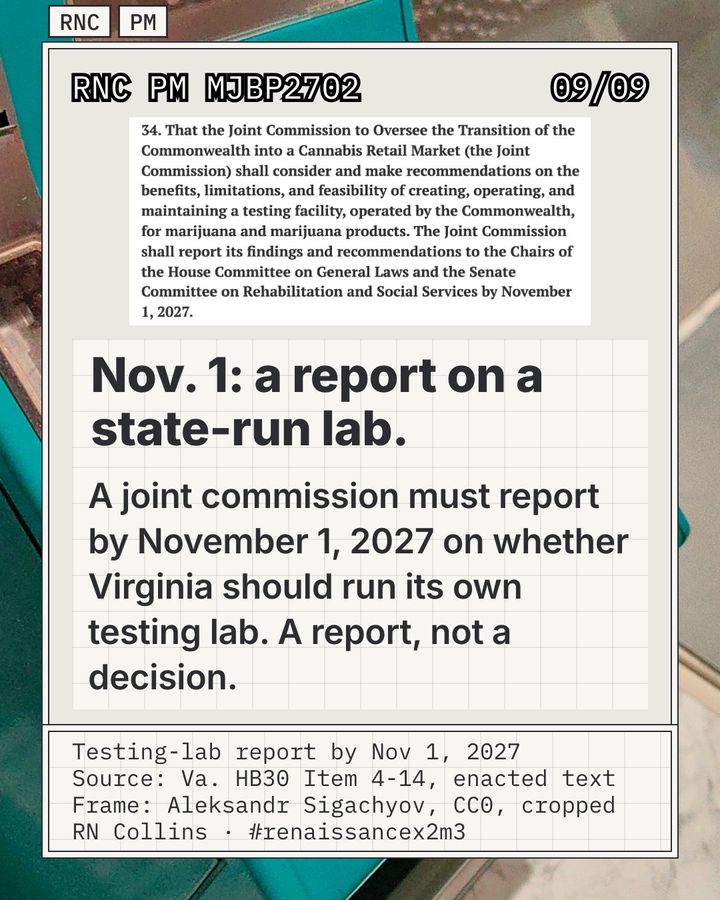 RNC PM
RNC PM MJBP2702 09/09
34. That the Joint Commission to Oversee the Transition of the
Commonwealth into a Cannabis Retail Market (the Joint
Commission) shall consider and make recommendations on the
benefits, limitations, and feasibility of creating, operating, and
maintaining a testing facility, operated by the Commonwealth,
for marijuana and marijuana products. The Joint Commission
shall report its findings and recommendations to the Chairs of
the House Committee on General Laws and the Senate
Committee on Rehabilitation and Social Services by November
1, 2027.
Nov. 1: a report on a
state-run lab.
A joint commission must report
by November 1, 2027 on whether
Virginia should run its own
testing lab. A report, not a
decision.
Testing-lab report by Nov 1, 2027
Source: Va. HB30 Item 4-14, enacted text
Frame: Aleksandr Sigachyov, CC0, cropped
RN Collins · #renaissancex2m3